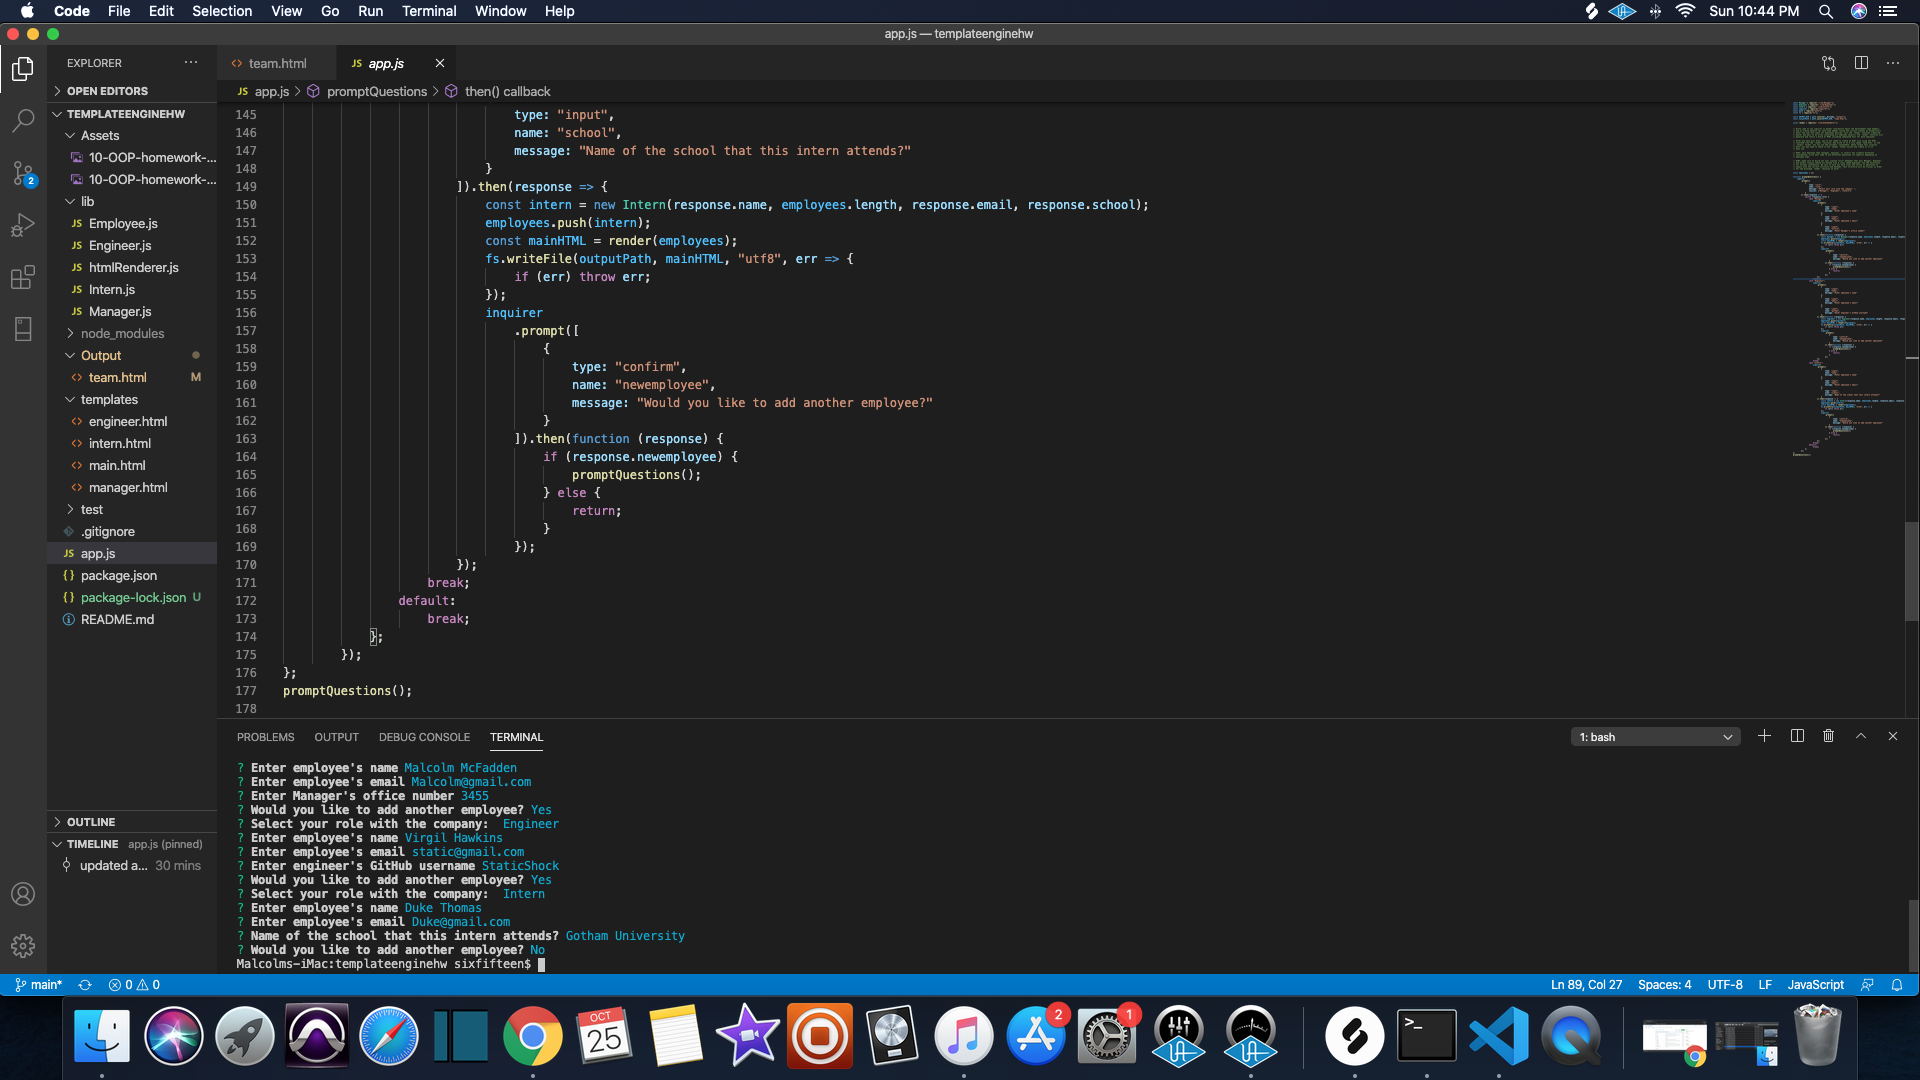 Code File Edit Selection View Go Run Terminal Window Help Sun 10:44 PM
app.js — templateenginehw
EXPLORER
OPEN EDITORS
TEMPLATEENGINEHW
Assets
10-OOP-homework-...
10-OOP-homework-...
lib
JS Employee.js
JS Engineer.js
JS htmlRenderer.js
JS Intern.js
JS Manager.js
node_modules
Output
team.html M
templates
engineer.html
intern.html
main.html
manager.html
test
.gitignore
JS app.js
{} package.json
{} package-lock.json U
README.md
OUTLINE
TIMELINE app.js (pinned)
updated a... 30 mins
2
team.html JS app.js
JS app.js > promptQuestions > then() callback
145 type: "input",
146 name: "school",
147 message: "Name of the school that this intern attends?"
148 }
149 ]).then(response => {
150 const intern = new Intern(response.name, employees.length, response.email, response.school);
151 employees.push(intern);
152 const mainHTML = render(employees);
153 fs.writeFile(outputPath, mainHTML, "utf8", err => {
154 if (err) throw err;
155 });
156 inquirer
157 .prompt([
158 {
159 type: "confirm",
160 name: "newemployee",
161 message: "Would you like to add another employee?"
162 }
163 ]).then(function (response) {
164 if (response.newemployee) {
165 promptQuestions();
166 } else {
167 return;
168 }
169 });
170 });
171 break;
172 default:
173 break;
174 };
175 });
176 };
177 promptQuestions();
178
PROBLEMS OUTPUT DEBUG CONSOLE TERMINAL 1: bash
? Enter employee's name Malcolm McFadden
? Enter employee's email Malcolm@gmail.com
? Enter Manager's office number 3455
? Would you like to add another employee? Yes
? Select your role with the company: Engineer
? Enter employee's name Virgil Hawkins
? Enter employee's email static@gmail.com
? Enter engineer's GitHub username StaticShock
? Would you like to add another employee? Yes
? Select your role with the company: Intern
? Enter employee's name Duke Thomas
? Enter employee's email Duke@gmail.com
? Name of the school that this intern attends? Gotham University
? Would you like to add another employee? No
Malcolms-iMac:templateenginehw sixfifteen$
main* 0 0 Ln 89, Col 27 Spaces: 4 UTF-8 LF JavaScript
OCT
25
2
1